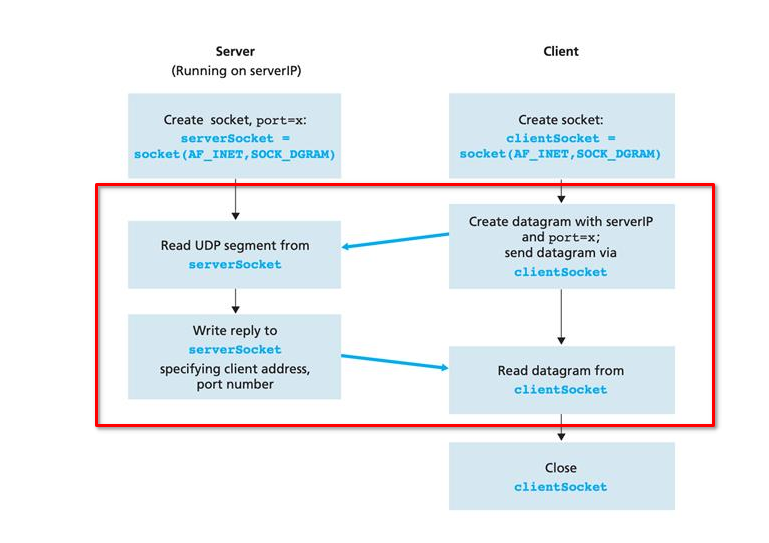 Server
(Running on serverIP)
Client
Create socket, port=x:
serverSocket =
socket(AF_INET,SOCK_DGRAM)
Create socket:
clientSocket =
socket(AF_INET,SOCK_DGRAM)
Read UDP segment from
serverSocket
Create datagram with serverIP
and port=x;
send datagram via
clientSocket
Write reply to
serverSocket
specifying client address,
port number
Read datagram from
clientSocket
Close
clientSocket